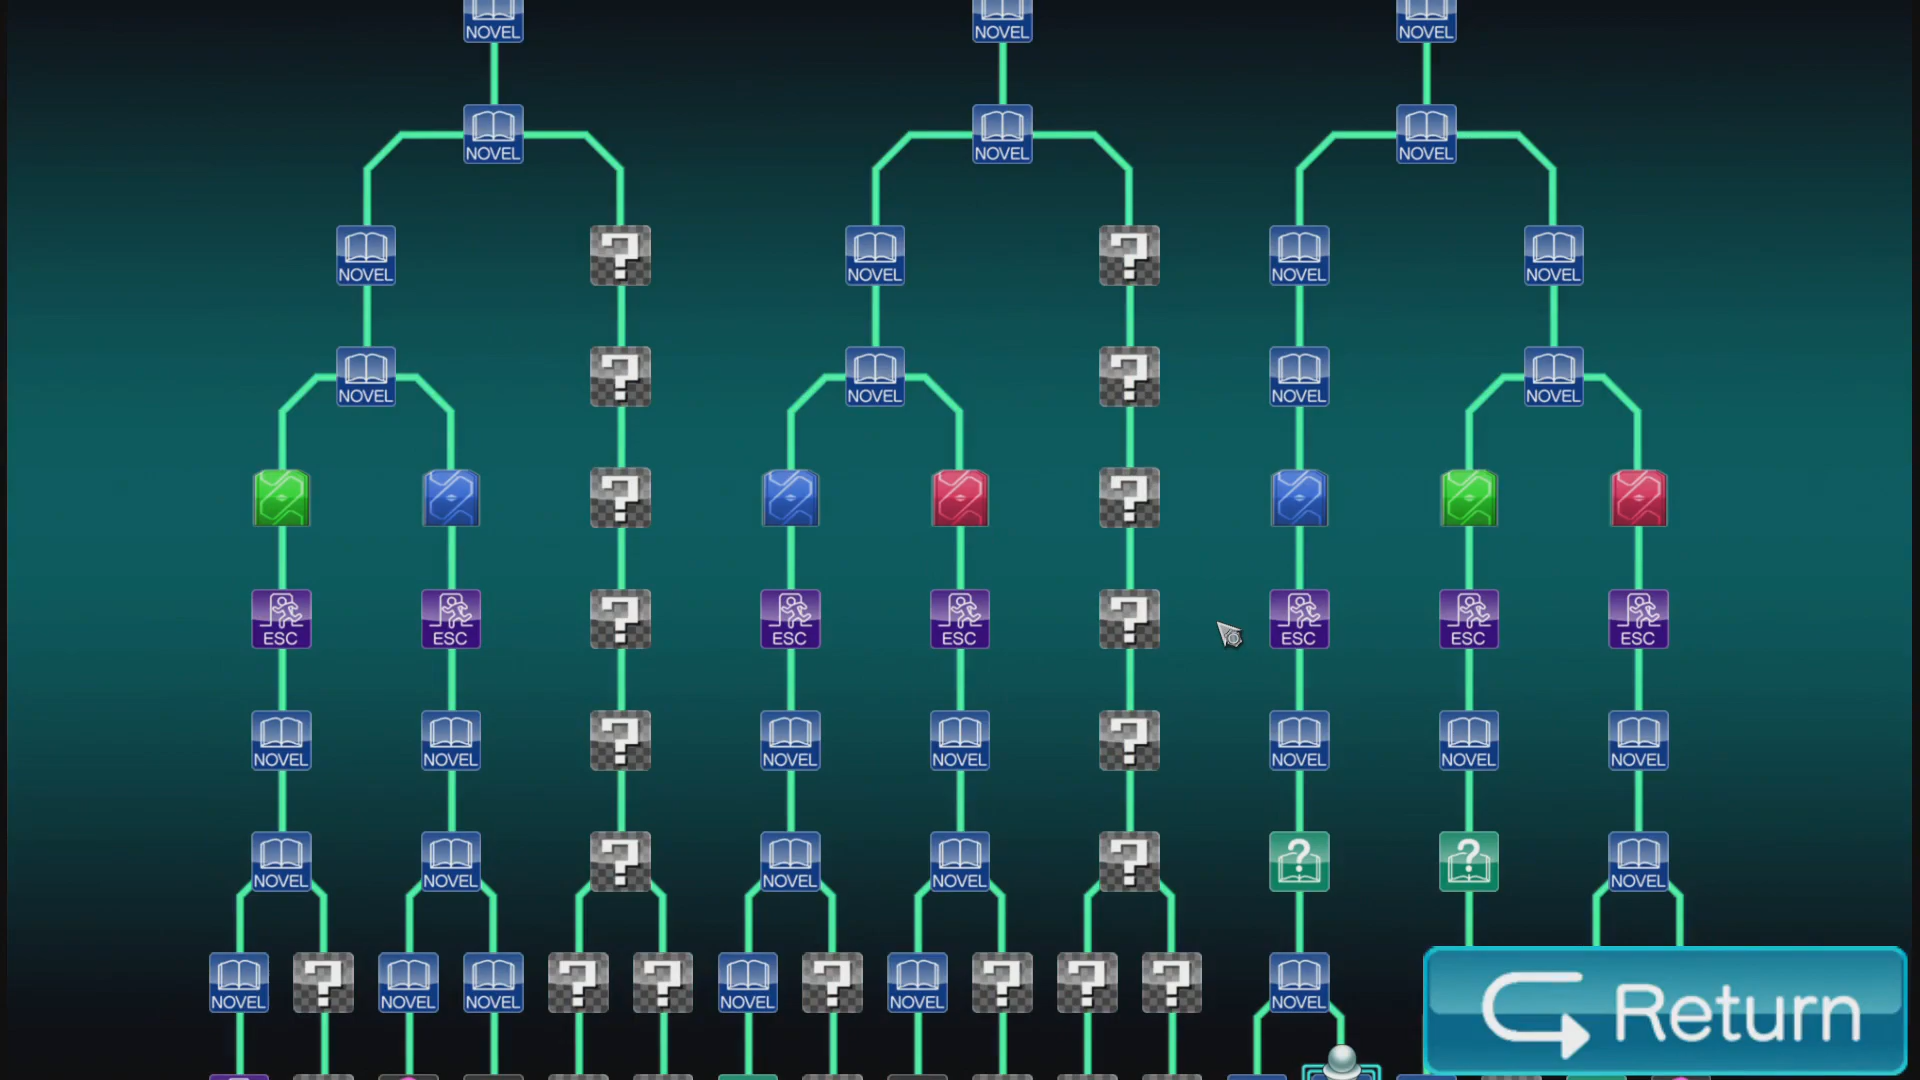 NOVEL NOVEL NOVEL
NOVEL NOVEL NOVEL
NOVEL ? NOVEL ? NOVEL NOVEL
NOVEL ? NOVEL ? NOVEL NOVEL
? ?
ESC ESC ? ESC ESC ? ESC ESC ESC
NOVEL NOVEL ? NOVEL NOVEL ? NOVEL NOVEL NOVEL
NOVEL NOVEL ? NOVEL NOVEL ? ? ? NOVEL
NOVEL ? NOVEL NOVEL ? ? NOVEL ? NOVEL ? ? ? NOVEL
Return